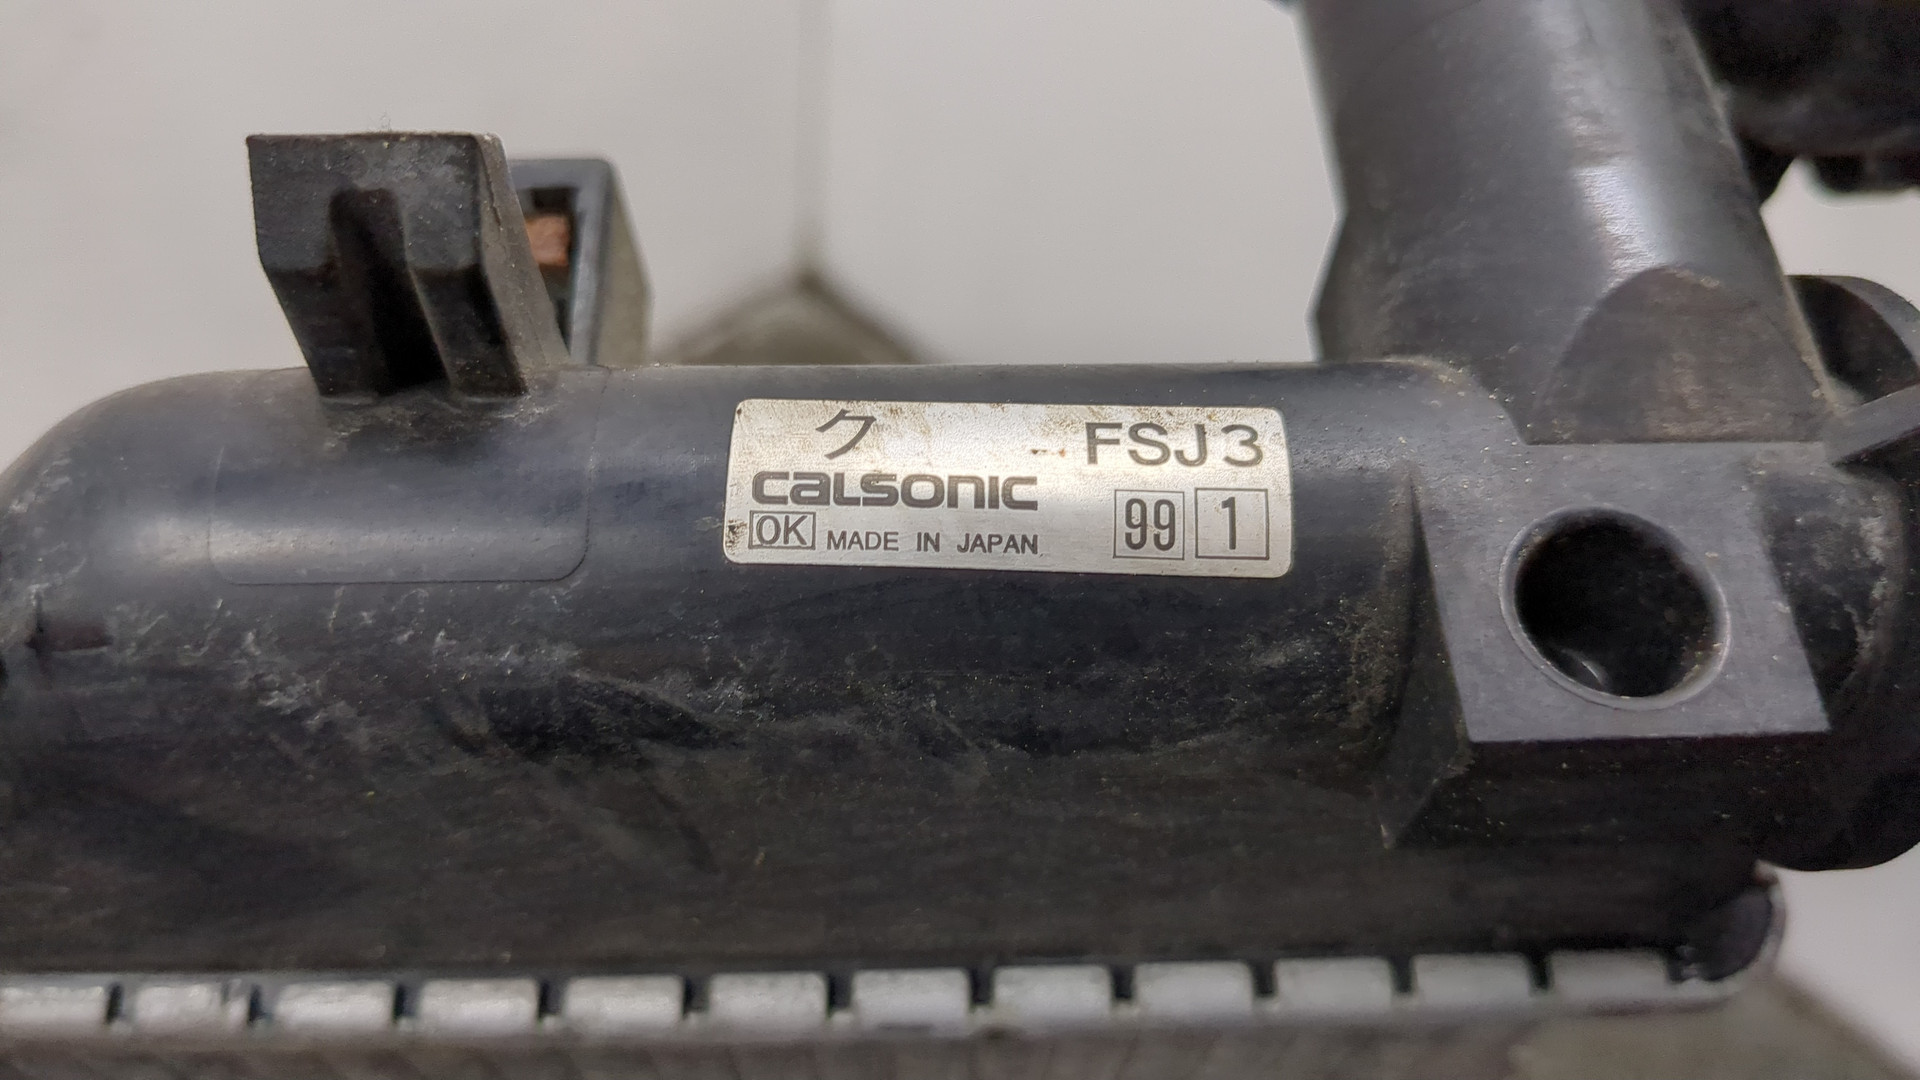 ク FSJ3
CALSONIC
OK MADE IN JAPAN 99 1